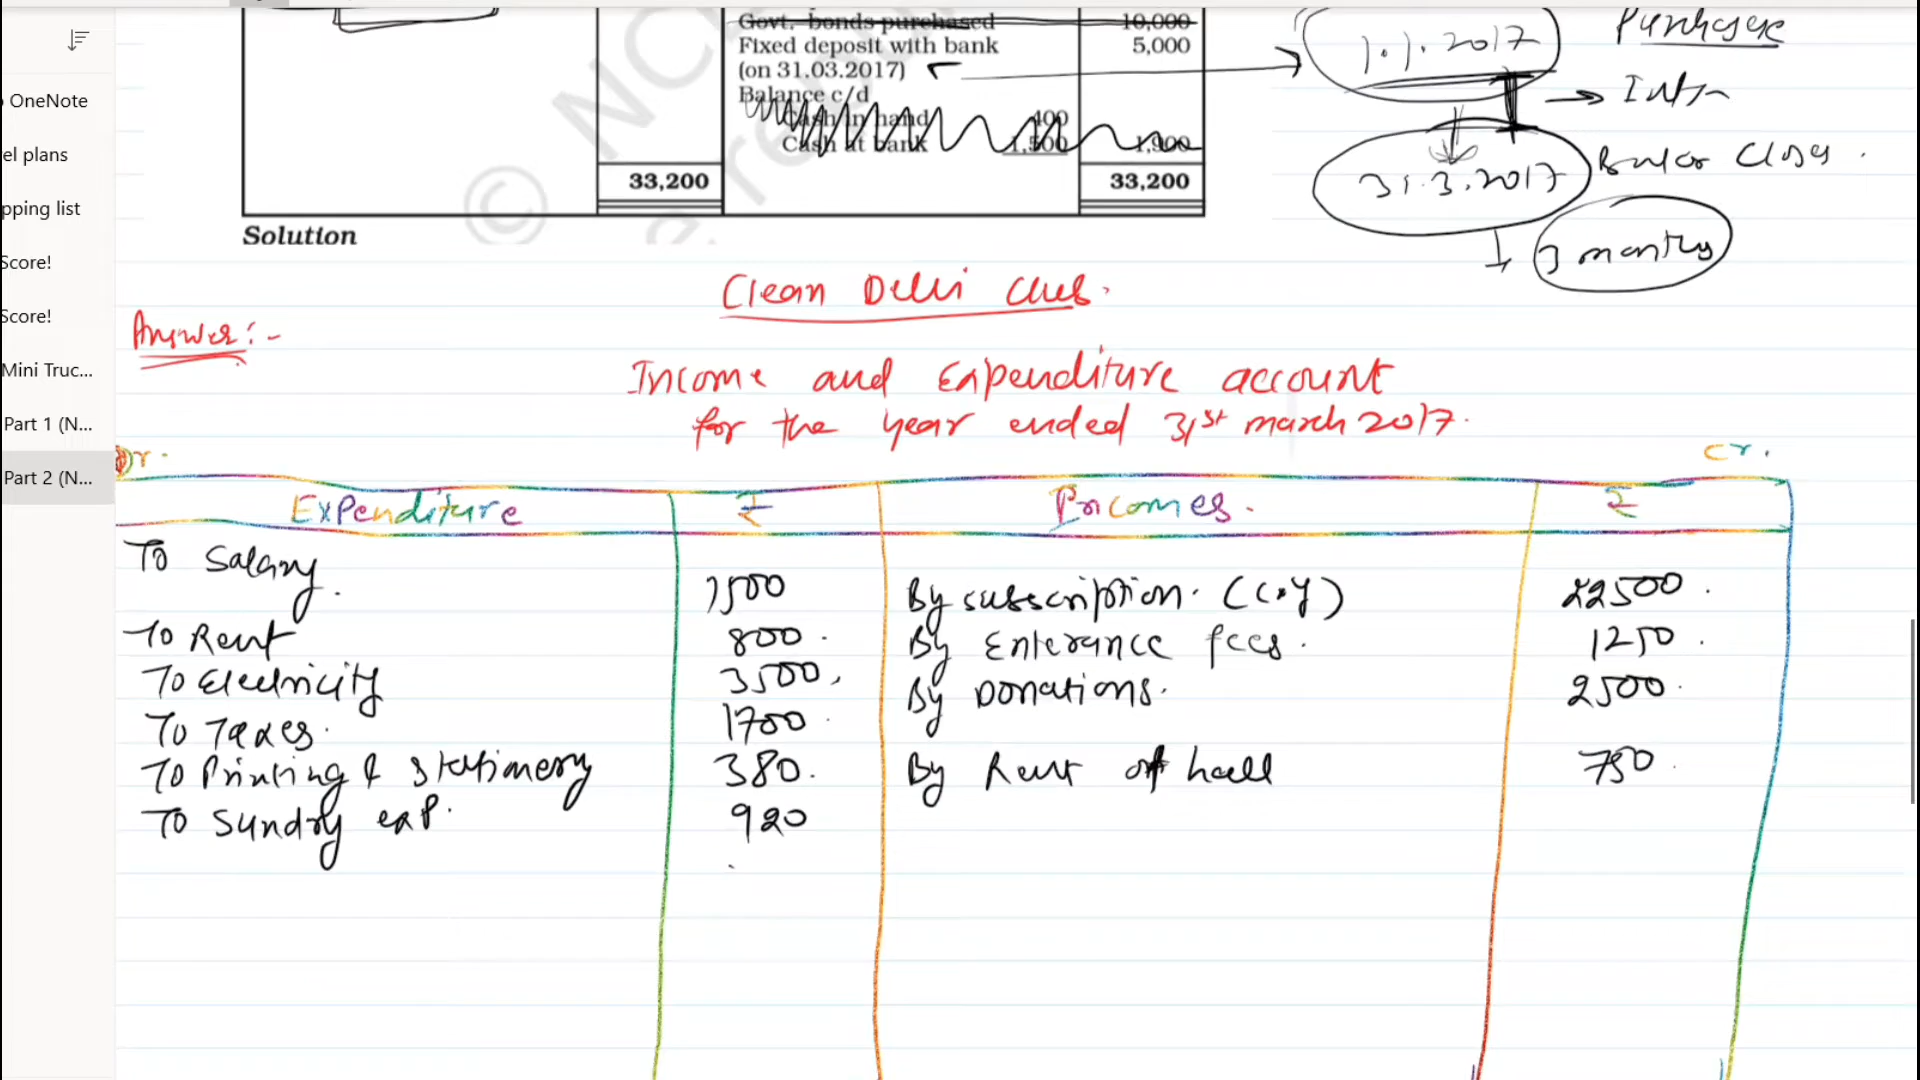 Govt. bonds purchased 10,000
Fixed deposit with bank 5,000
(on 31.03.2017)
Balance c/d
Cash in hand 400
Cash at bank 1,500 1,900
33,200 33,200
Solution
1.1.2017
Purchase
31.3.2017
3 months
OneNote
el plans
pping list
Score!
Score!
Mini Truc...
Part 1 (N...
Part 2 (N...
Clean Delhi Club.
Answer:-
Income and Expenditure account
for the year ended 31st march 2017.
Dr. Cr.
Expenditure ₹ Incomes. ₹
To Salary. 1500 By subscription. (C.Y) 22500.
To Rent 800. By Enterance fees. 1250.
To Electricity 3500, By Donations. 2500.
To Taxes. 1700.
To Printing & Stationery 380. By Rent of hall 750.
To Sundry exp. 920